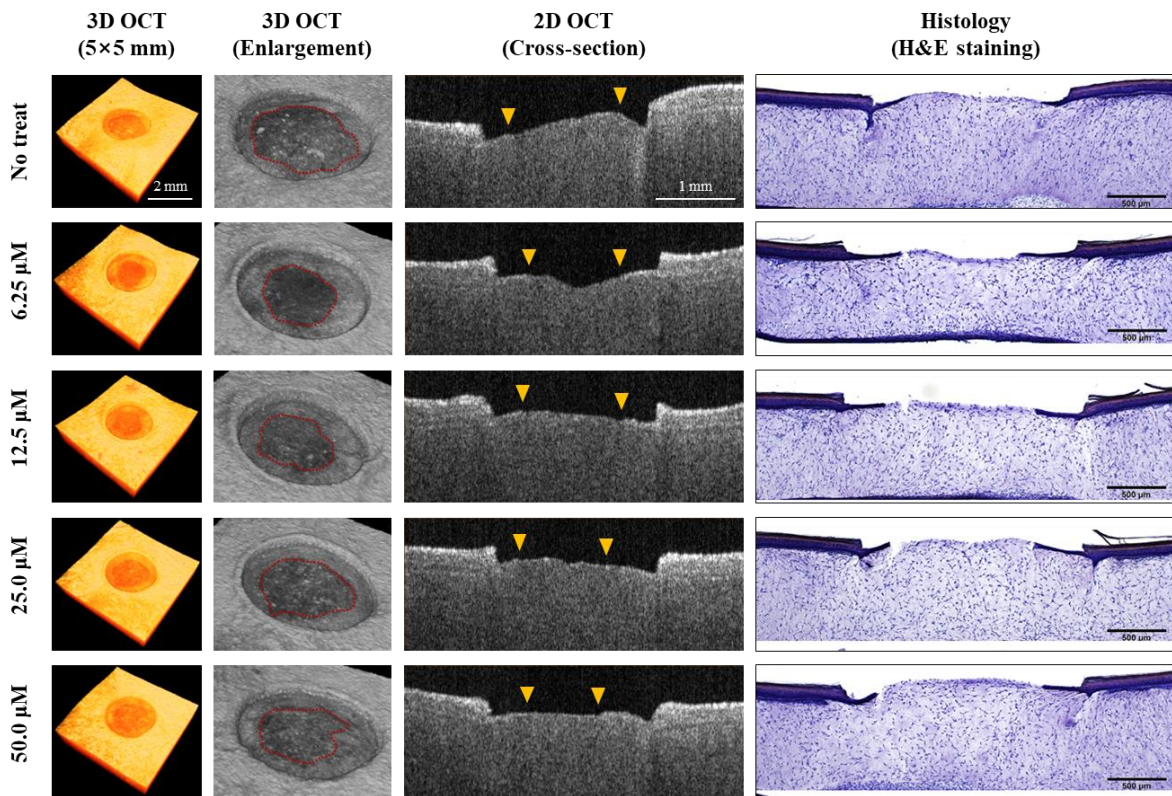 3D OCT
(5×5 mm)
3D OCT
(Enlargement)
2D OCT
(Cross-section)
Histology
(H&E staining)
No treat
2 mm
1 mm
500 µm
6.25 µM
500 µm
12.5 µM
500 µm
25.0 µM
500 µm
50.0 µM
500 µm